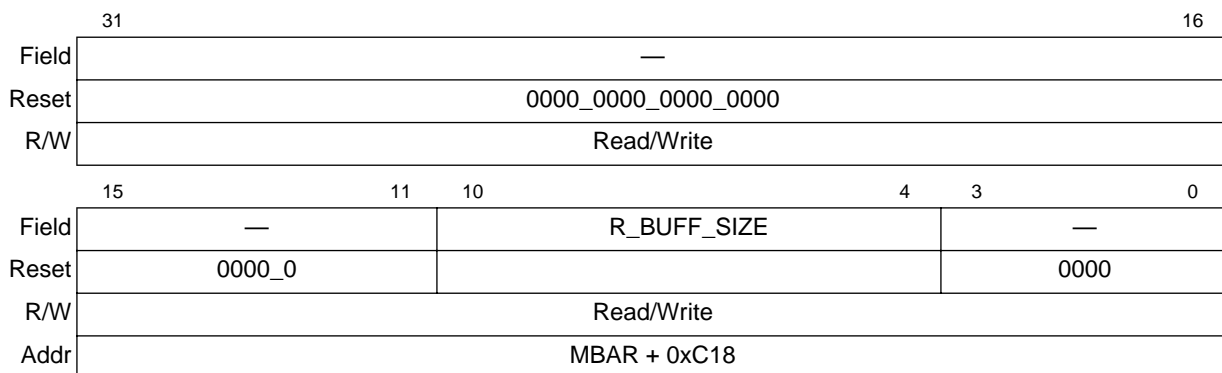 31 16
Field —
Reset 0000_0000_0000_0000
R/W Read/Write
15 11 10 4 3 0
Field — R_BUFF_SIZE —
Reset 0000_0 0000
R/W Read/Write
Addr MBAR + 0xC18